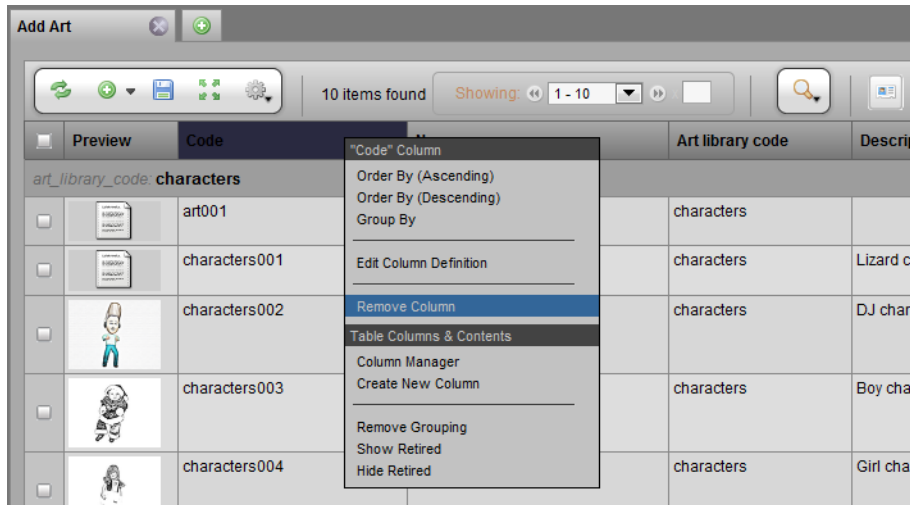 Add Art
10 items found Showing: 1 - 10
Preview Code Art library code
"Code" Column
Order By (Ascending)
Order By (Descending)
Group By
Edit Column Definition
Remove Column
Table Columns & Contents
Column Manager
Create New Column
Remove Grouping
Show Retired
Hide Retired
art_library_code: characters
art001 characters
characters001 characters Lizard c
characters002 characters DJ char
characters003 characters Boy cha
characters004 characters Girl cha